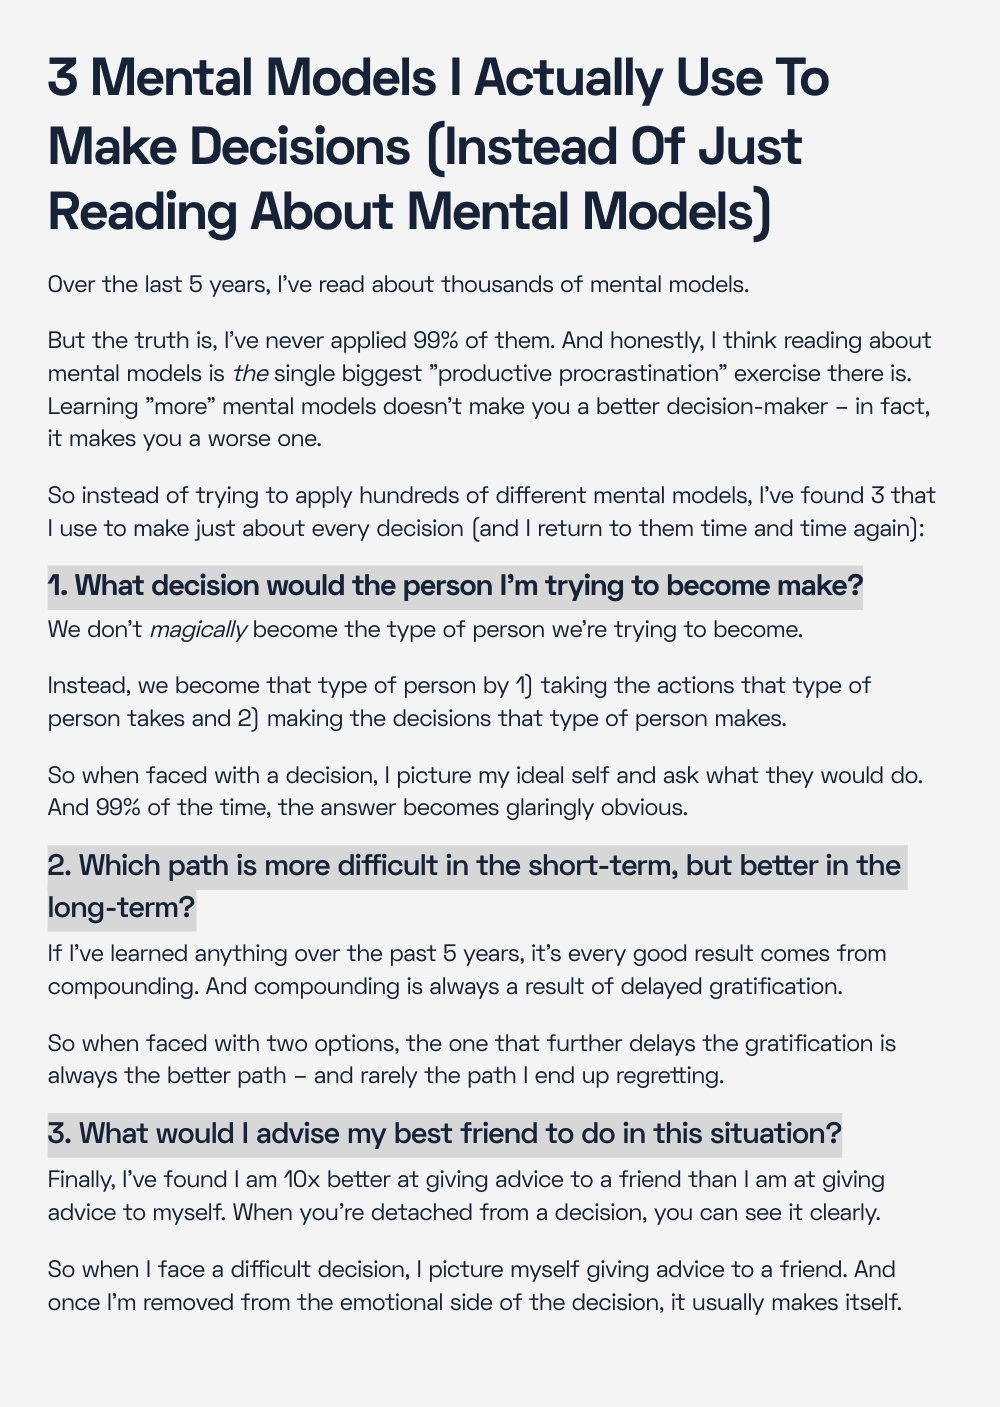 3 Mental Models I Actually Use To
Make Decisions (Instead Of Just
Reading About Mental Models)
Over the last 5 years, I’ve read about thousands of mental models.
But the truth is, I’ve never applied 99% of them. And honestly, I think reading about
mental models is the single biggest ”productive procrastination” exercise there is.
Learning ”more” mental models doesn’t make you a better decision-maker – in fact,
it makes you a worse one.
So instead of trying to apply hundreds of different mental models, I’ve found 3 that
I use to make just about every decision (and I return to them time and time again):
1. What decision would the person I’m trying to become make?
We don’t magically become the type of person we’re trying to become.
Instead, we become that type of person by 1) taking the actions that type of
person takes and 2) making the decisions that type of person makes.
So when faced with a decision, I picture my ideal self and ask what they would do.
And 99% of the time, the answer becomes glaringly obvious.
2. Which path is more difficult in the short-term, but better in the
long-term?
If I’ve learned anything over the past 5 years, it’s every good result comes from
compounding. And compounding is always a result of delayed gratification.
So when faced with two options, the one that further delays the gratification is
always the better path – and rarely the path I end up regretting.
3. What would I advise my best friend to do in this situation?
Finally, I’ve found I am 10x better at giving advice to a friend than I am at giving
advice to myself. When you’re detached from a decision, you can see it clearly.
So when I face a difficult decision, I picture myself giving advice to a friend. And
once I’m removed from the emotional side of the decision, it usually makes itself.